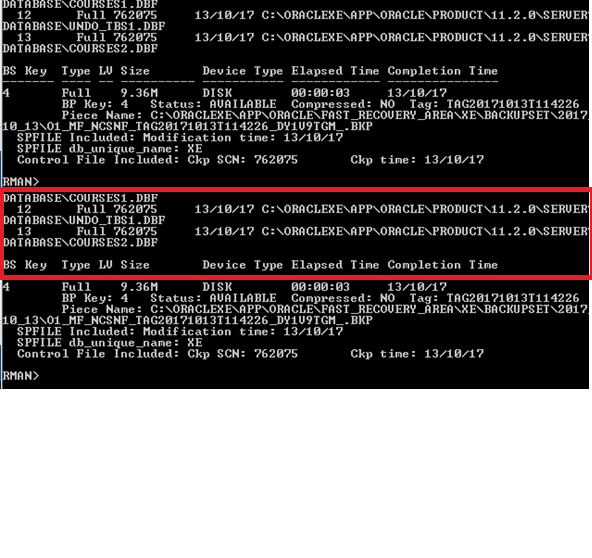 DATABASE\COURSES1.DBF
12 Full 762075 13/10/17 C:\ORACLEXE\APP\ORACLE\PRODUCT\11.2.0\SERVER
DATABASE\UNDO_TBS1.DBF
13 Full 762075 13/10/17 C:\ORACLEXE\APP\ORACLE\PRODUCT\11.2.0\SERVER
DATABASE\COURSES2.DBF
BS Key Type LV Size Device Type Elapsed Time Completion Time
------- ---- -- ---------- ----------- ------------ ---------------
4 Full 9.36M DISK 00:00:03 13/10/17
BP Key: 4 Status: AVAILABLE Compressed: NO Tag: TAG20171013T114226
Piece Name: C:\ORACLEXE\APP\ORACLE\FAST_RECOVERY_AREA\XE\BACKUPSET\2017_
10_13\O1_MF_NCSNF_TAG20171013T114226_DY1V9TGM_.BKP
SPFILE Included: Modification time: 13/10/17
SPFILE db_unique_name: XE
Control File Included: Ckp SCN: 762075 Ckp time: 13/10/17
RMAN>
DATABASE\COURSES1.DBF
12 Full 762075 13/10/17 C:\ORACLEXE\APP\ORACLE\PRODUCT\11.2.0\SERVER
DATABASE\UNDO_TBS1.DBF
13 Full 762075 13/10/17 C:\ORACLEXE\APP\ORACLE\PRODUCT\11.2.0\SERVER
DATABASE\COURSES2.DBF
BS Key Type LV Size Device Type Elapsed Time Completion Time
4 Full 9.36M DISK 00:00:03 13/10/17
BP Key: 4 Status: AVAILABLE Compressed: NO Tag: TAG20171013T114226
Piece Name: C:\ORACLEXE\APP\ORACLE\FAST_RECOVERY_AREA\XE\BACKUPSET\2017_
10_13\O1_MF_NCSNF_TAG20171013T114226_DY1V9TGM_.BKP
SPFILE Included: Modification time: 13/10/17
SPFILE db_unique_name: XE
Control File Included: Ckp SCN: 762075 Ckp time: 13/10/17
RMAN>